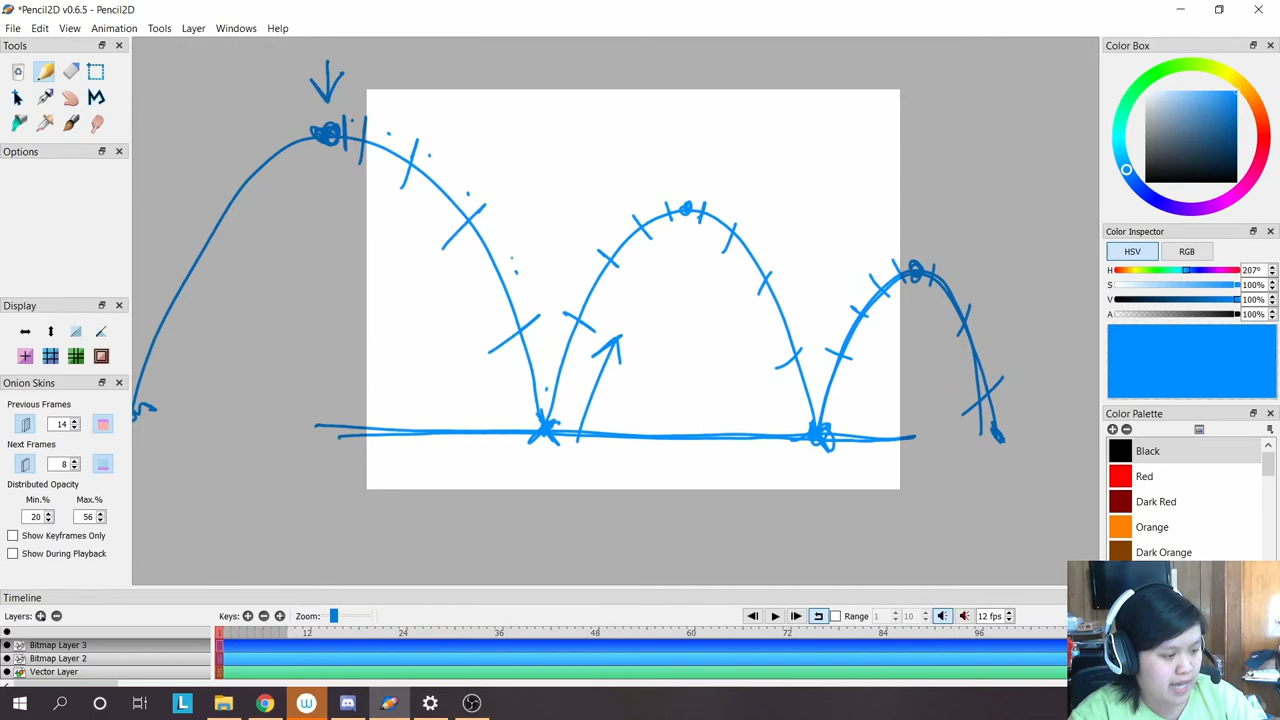 *Pencil2D v0.6.5 - Pencil2D
File Edit View Animation Tools Layer Windows Help
Tools
Options
Display
Onion Skins
Previous Frames
14
Next Frames
8
Distributed Opacity
Min.% Max.%
20 56
Show Keyframes Only
Show During Playback
Color Box
Color Inspector
HSV RGB
H 207°
S 100%
V 100%
A 100%
Color Palette
Black
Red
Dark Red
Orange
Dark Orange
Timeline
Layers: Keys: Zoom: Range 1 10 12 fps
1 12 24 36 48 60 72 84 96
Bitmap Layer 3
Bitmap Layer 2
Vector Layer
L W